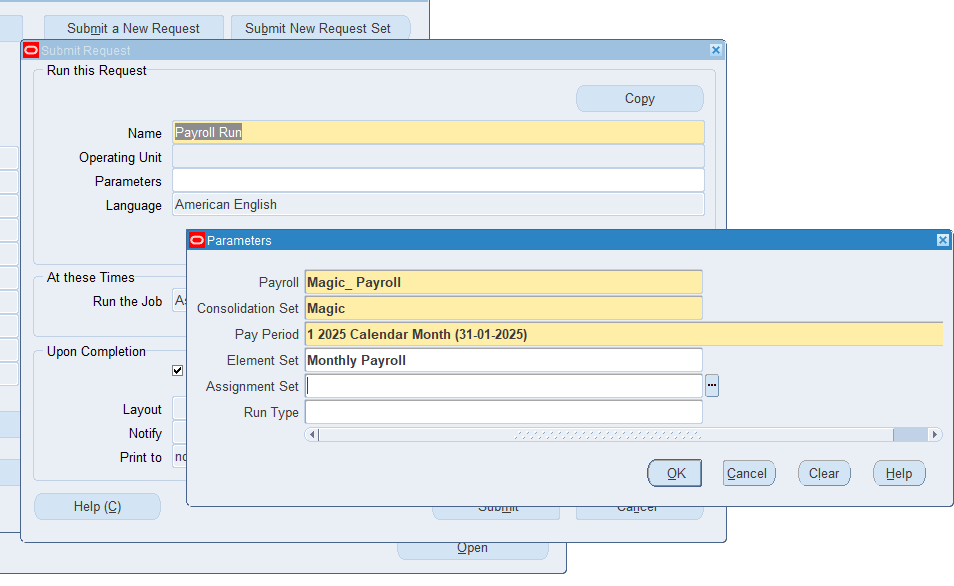 Submit a New Request
Submit New Request Set
Submit Request
Run this Request
Copy
Name Payroll Run
Operating Unit
Parameters
Language American English
Parameters
At these Times
Run the Job As
Payroll Magic_ Payroll
Consolidation Set Magic
Pay Period 1 2025 Calendar Month (31-01-2025)
Element Set Monthly Payroll
Assignment Set ...
Run Type
Upon Completion
Layout
Notify
Print to no
OK Cancel Clear Help
Help (C) Submit Cancel
Open